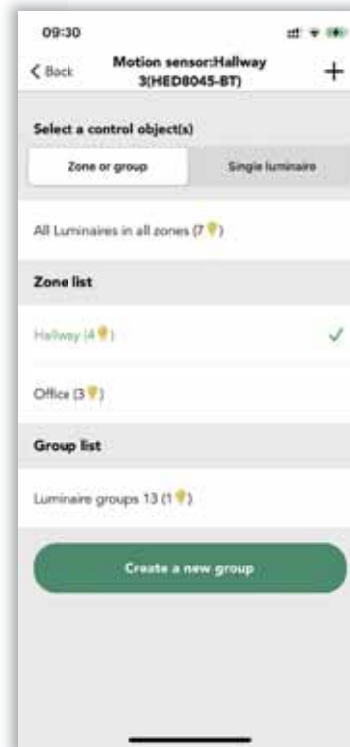 09:30
Back
Motion sensor:Hallway
3(HED8045-BT)
+
Select a control object(s)
Zone or group
Single luminaire
All Luminaires in all zones (7💡)
Zone list
Hallway (4💡)
Office (3💡)
Group list
Luminaire groups 13 (1💡)
Create a new group